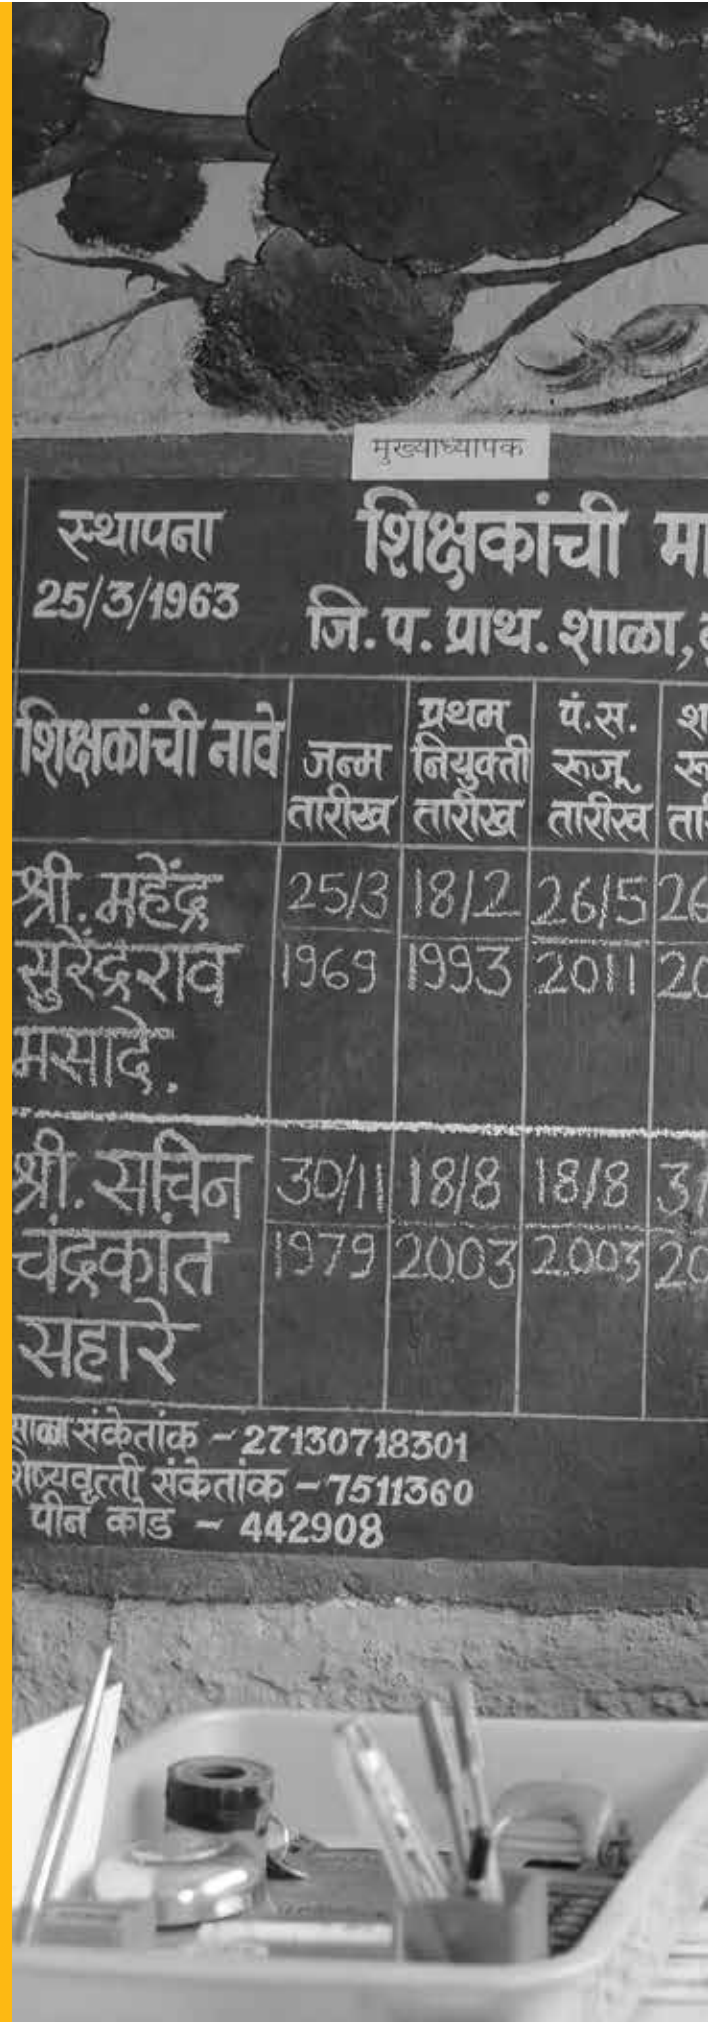 मुख्याध्यापक
स्थापना
25/3/1963
शिक्षकांची
जि.प. प्राथ. शाळा,
शिक्षकांची नावे
जन्म तारीख
प्रथम नियुक्ती तारीख
पं.स. रूजू तारीख
श्री. महेंद्र
सुरेंद्रराव
मसादे.
25/3
1969
18/2
1993
26/5
2011
श्री. सचिन
चंद्रकांत
सहारे
30/11
1979
18/8
2003
18/8
2003
शाळा संकेतांक – 27130718301
संकेतांक – 7511360
पीन कोड – 442908